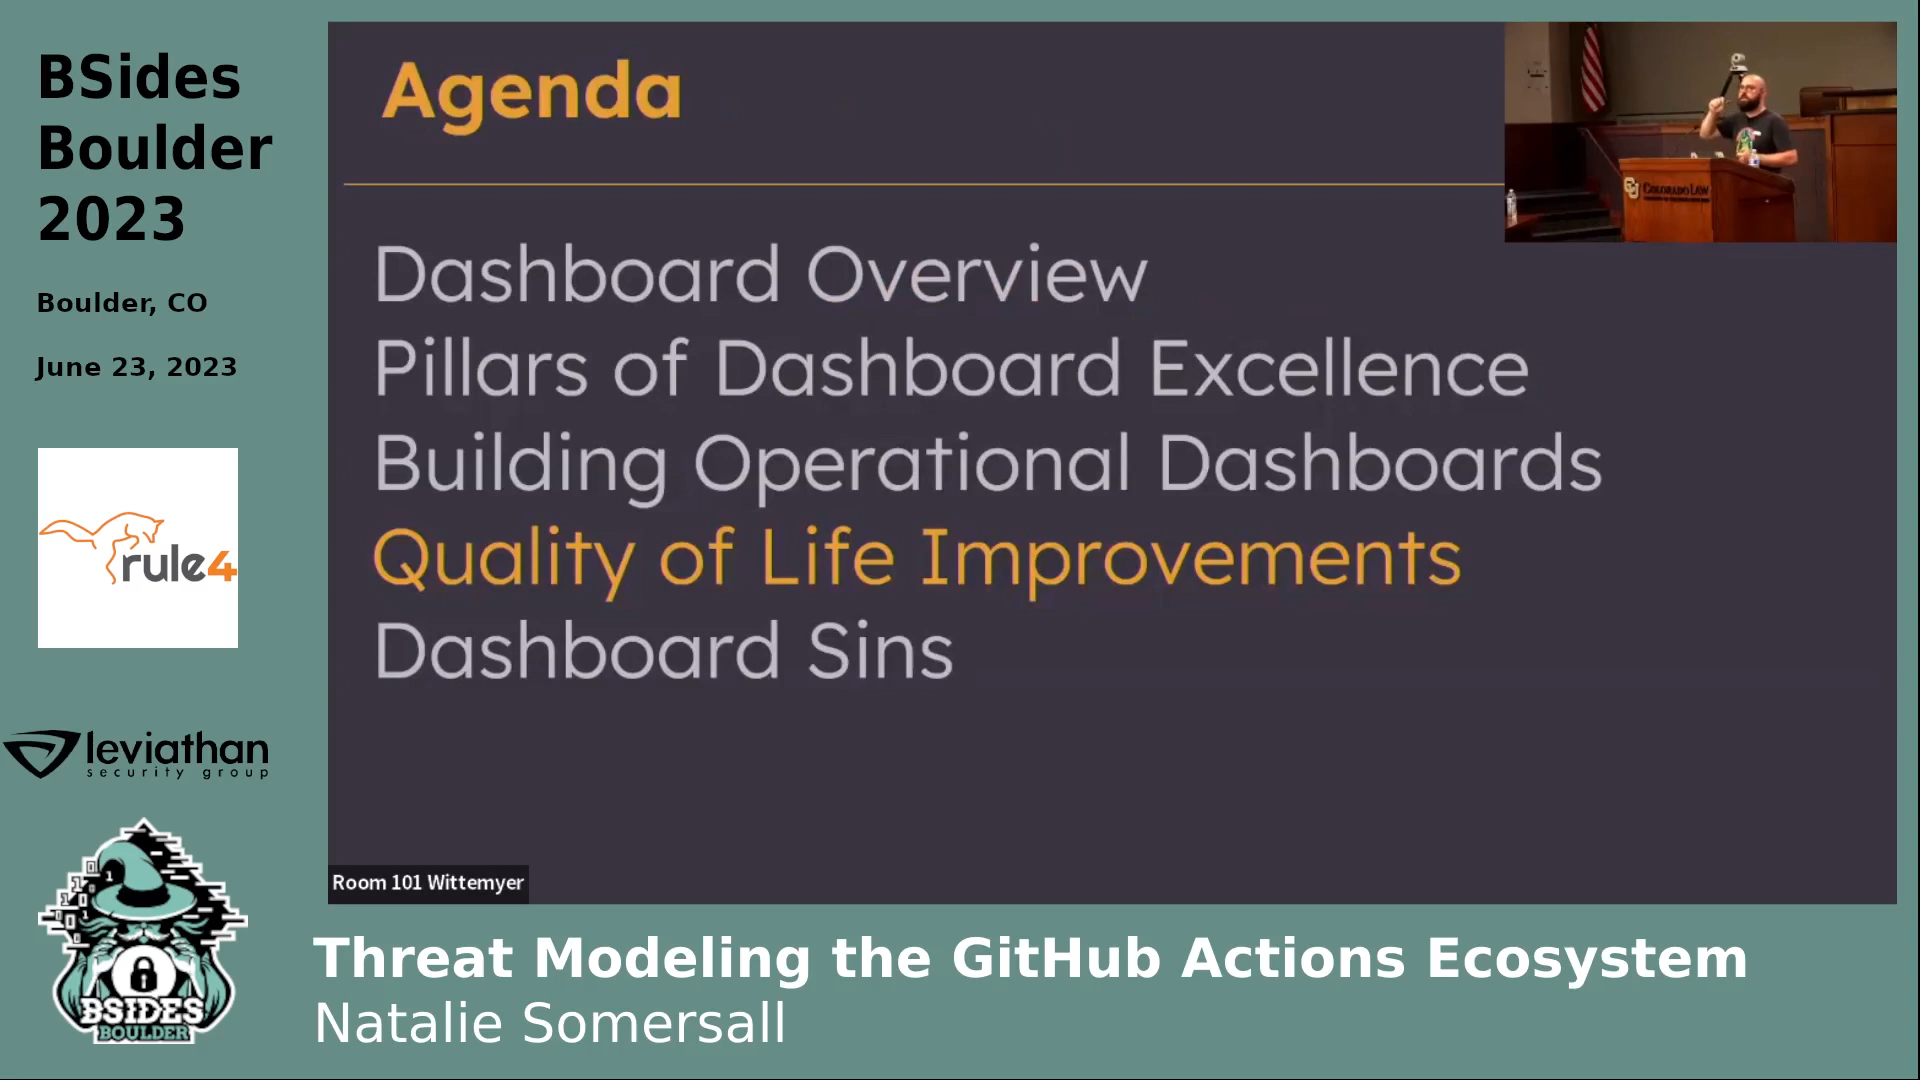 BSides
Boulder
2023
Boulder, CO
June 23, 2023
rule4
leviathan
security group
BSIDES
BOULDER
Agenda
Dashboard Overview
Pillars of Dashboard Excellence
Building Operational Dashboards
Quality of Life Improvements
Dashboard Sins
COLORADO LAW
Room 101 Wittemyer
Threat Modeling the GitHub Actions Ecosystem
Natalie Somersall